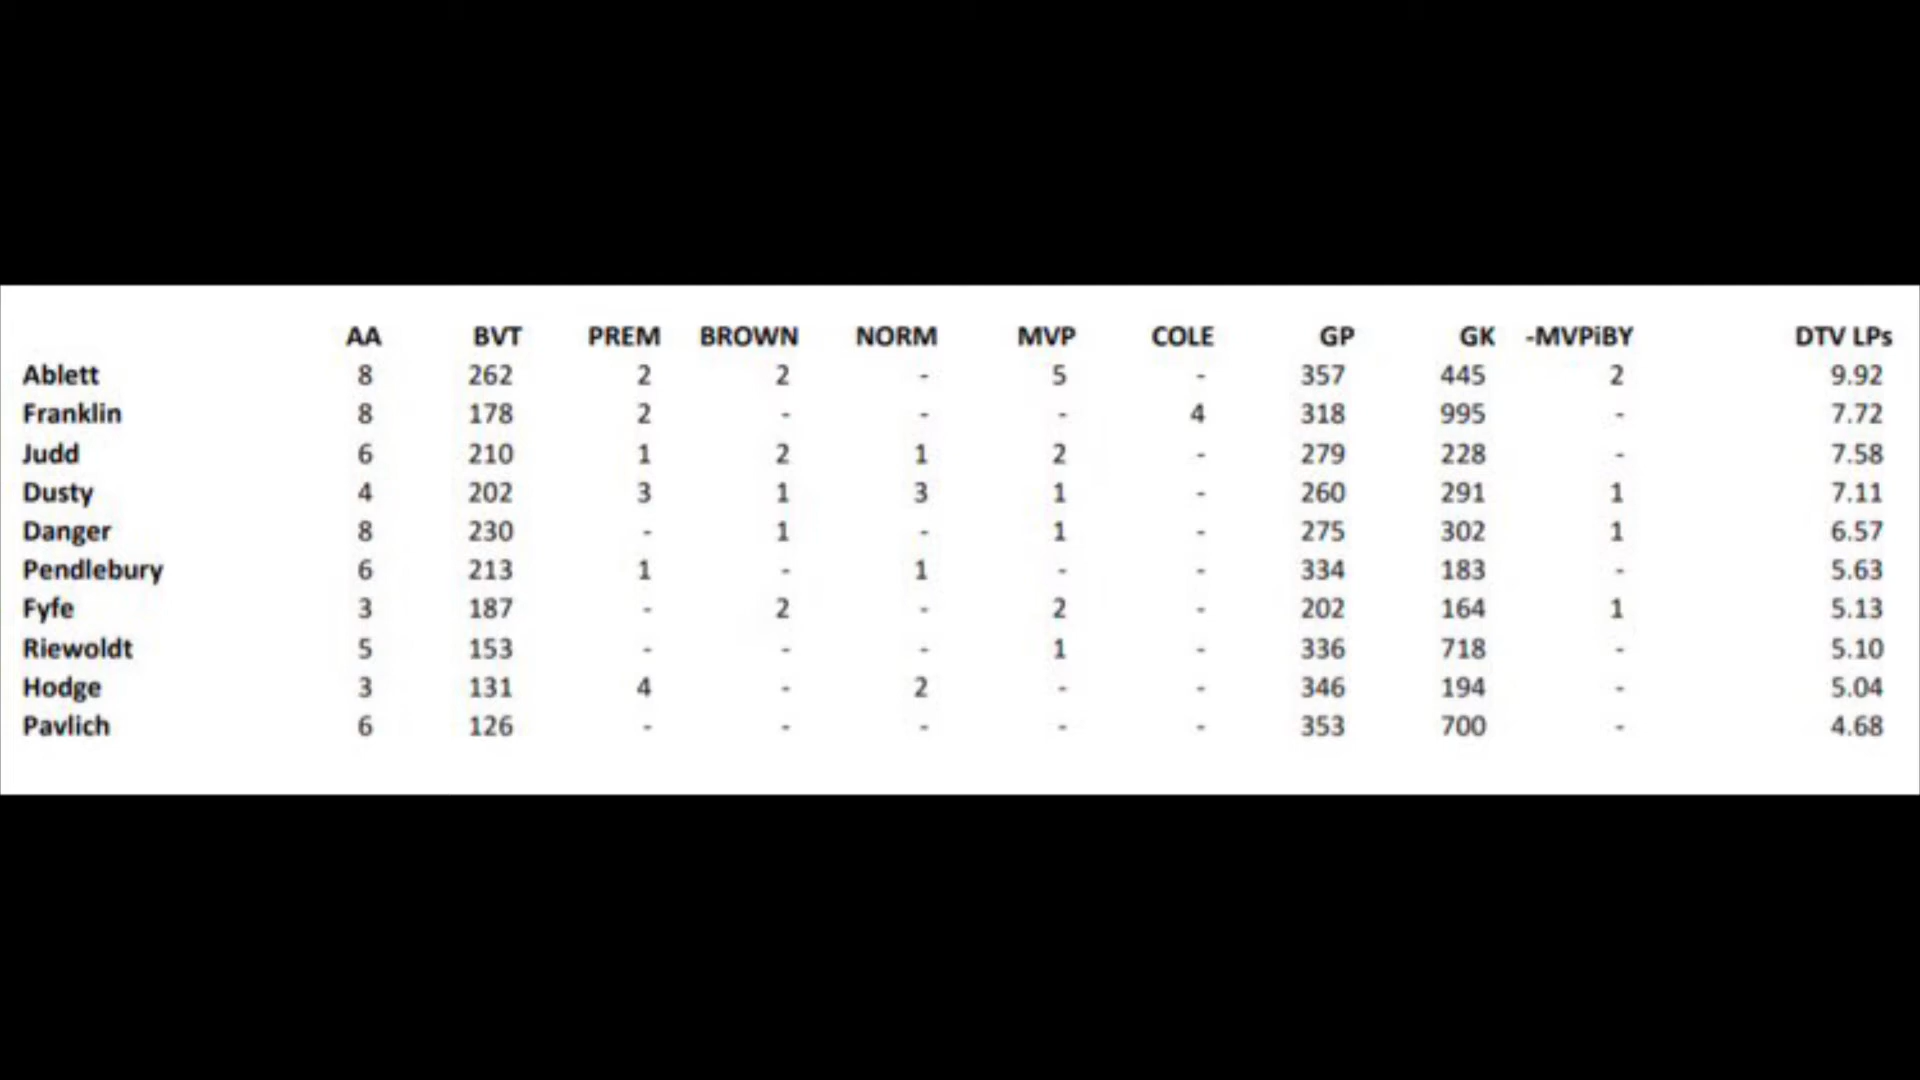 AA BVT PREM BROWN NORM MVP COLE GP GK -MVPiBY DTV LPs
Ablett 8 262 2 2 - 5 - 357 445 2 9.92
Franklin 8 178 2 - - - 4 318 995 - 7.72
Judd 6 210 1 2 1 2 - 279 228 - 7.58
Dusty 4 202 3 1 3 1 - 260 291 1 7.11
Danger 8 230 - 1 - 1 - 275 302 1 6.57
Pendlebury 6 213 1 - 1 - - 334 183 - 5.63
Fyfe 3 187 - 2 - 2 - 202 164 1 5.13
Riewoldt 5 153 - - - 1 - 336 718 - 5.10
Hodge 3 131 4 - 2 - - 346 194 - 5.04
Pavlich 6 126 - - - - - 353 700 - 4.68